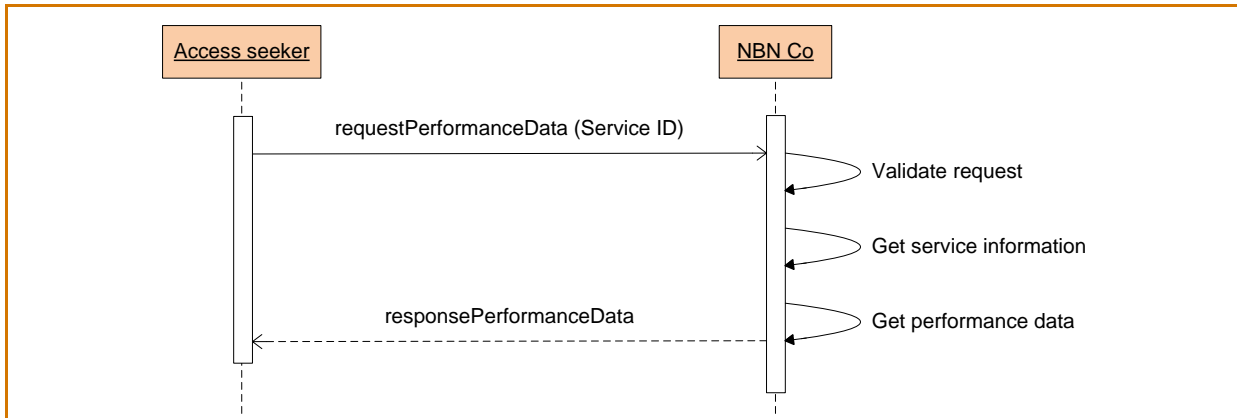 Access seeker
NBN Co
requestPerformanceData (Service ID)
Validate request
Get service information
responsePerformanceData
Get performance data